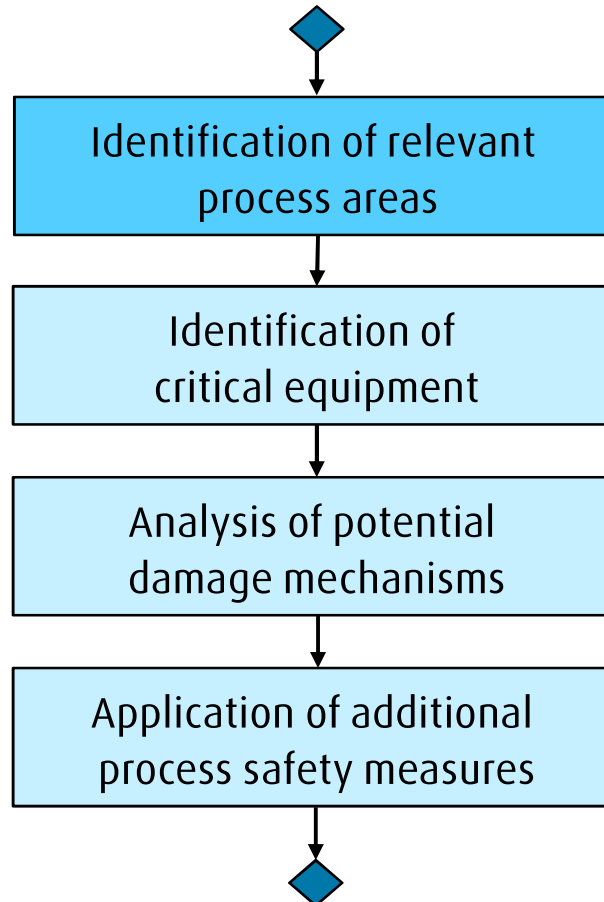 Identification of relevant
process areas
Identification of
critical equipment
Analysis of potential
damage mechanisms
Application of additional
process safety measures